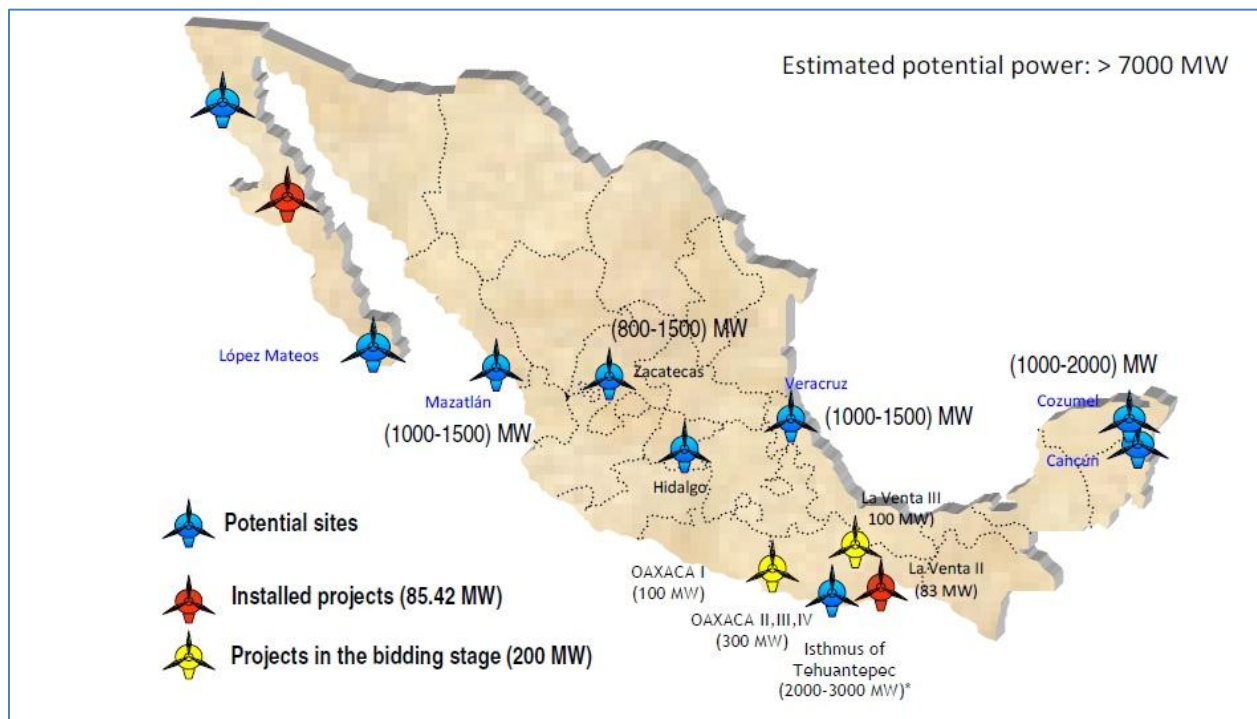 Estimated potential power: > 7000 MW
(800-1500) MW
Zacatecas
López Mateos
Mazatlán
(1000-1500) MW
Veracruz
(1000-1500) MW
(1000-2000) MW
Cozumel
Cancún
Hidalgo
La Venta III
100 MW)
La Venta II
(83 MW)
OAXACA I
(100 MW)
OAXACA II,III,IV
(300 MW)
Isthmus of
Tehuantepec
(2000-3000 MW)*
Potential sites
Installed projects (85.42 MW)
Projects in the bidding stage (200 MW)